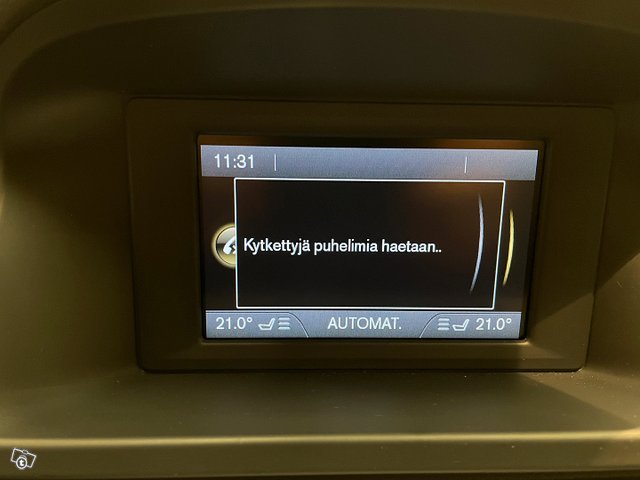 11:31
Kytkettyjä puhelimia haetaan..
21.0° AUTOMAT. 21.0°